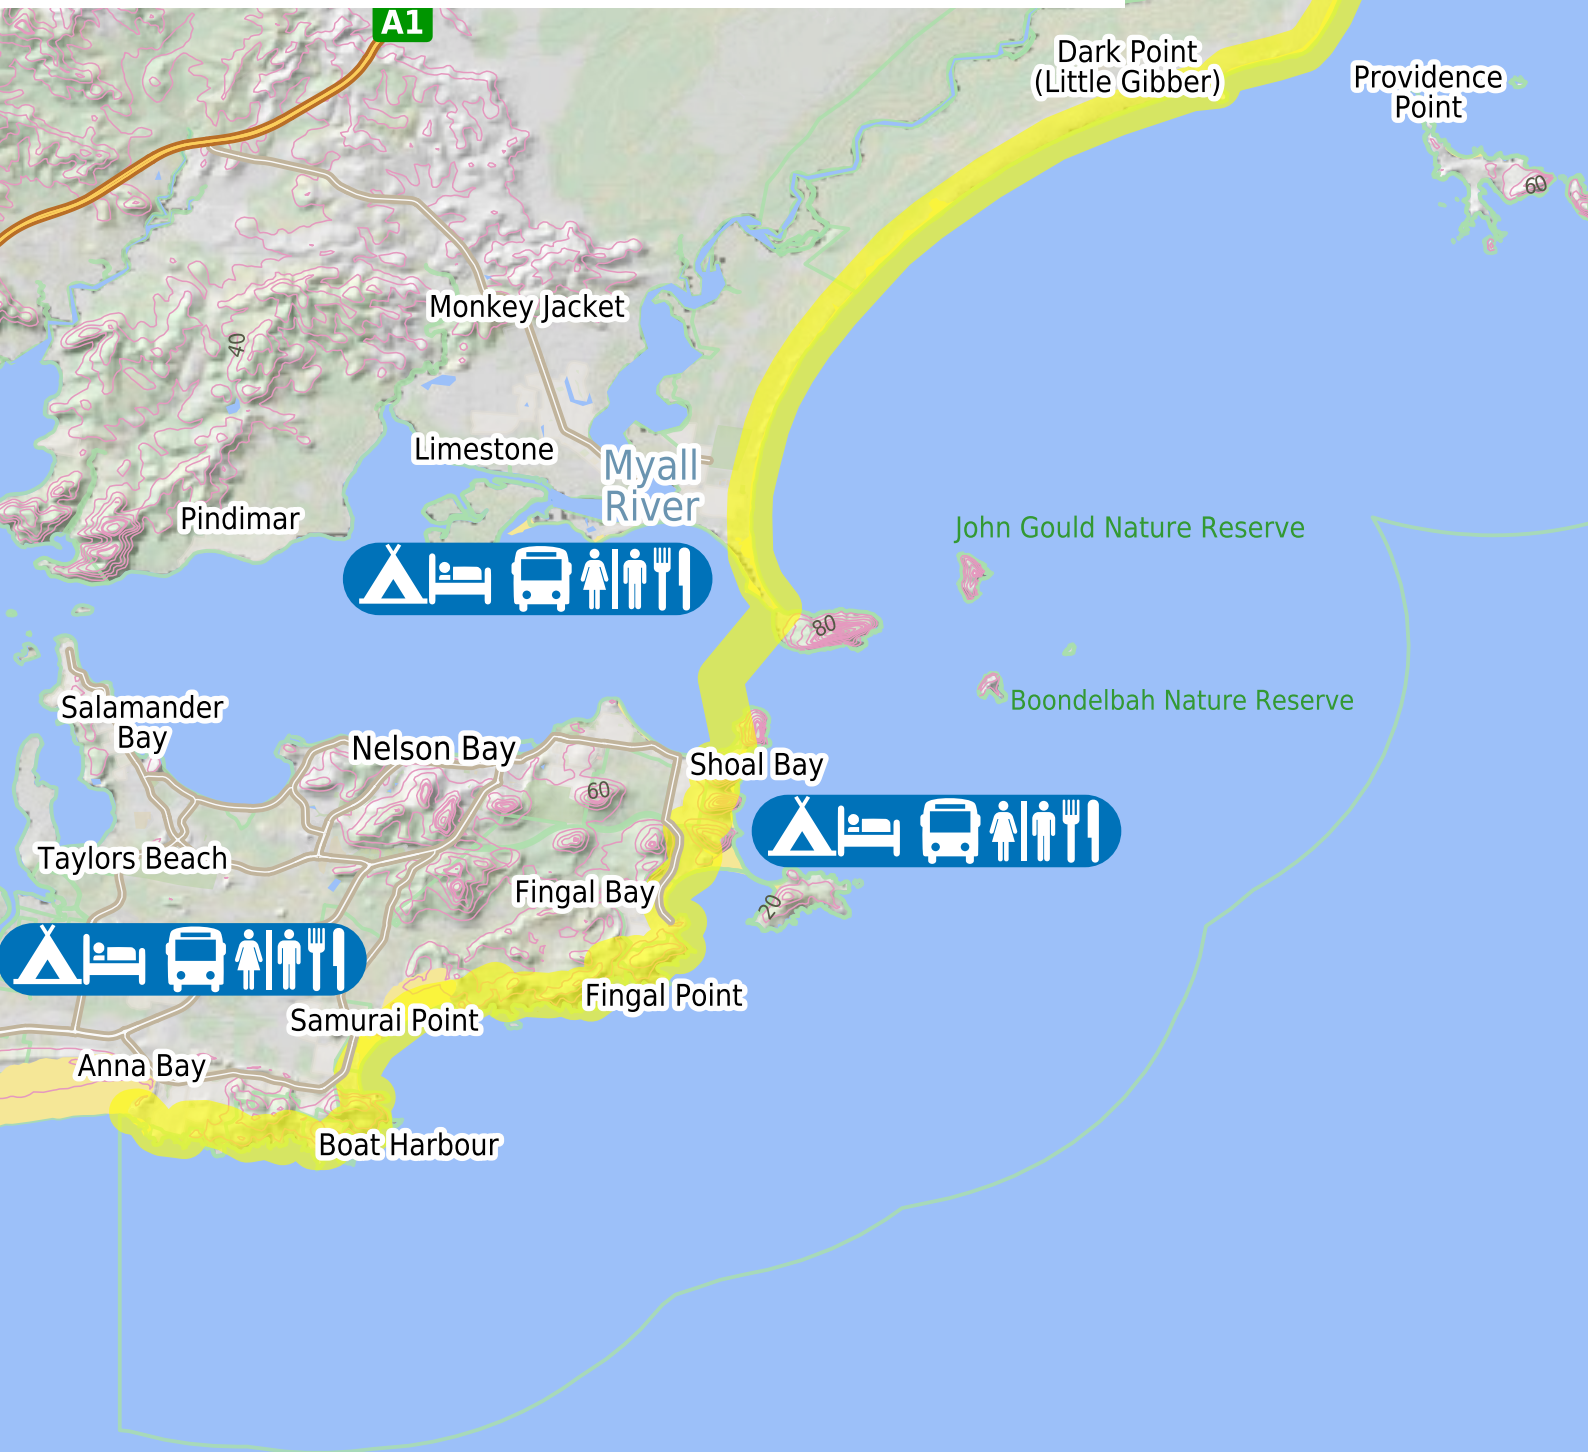 A1
Dark Point
(Little Gibber)
Providence
Point
60
Monkey Jacket
40
Limestone
Myall
River
Pindimar
John Gould Nature Reserve
80
Boondelbah Nature Reserve
Salamander
Bay
Nelson Bay
Shoal Bay
60
Taylors Beach
Fingal Bay
20
Fingal Point
Samurai Point
Anna Bay
Boat Harbour